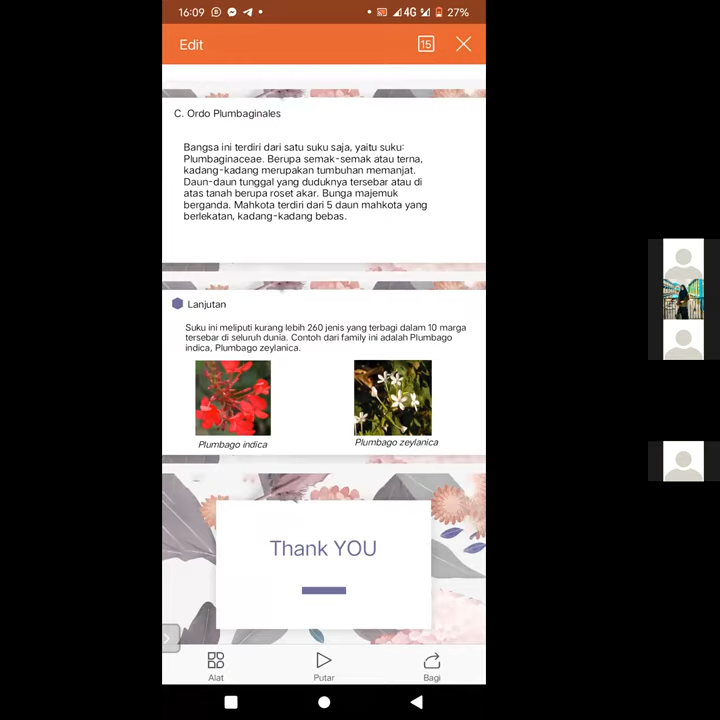 16:09
4G
27%
Edit
15
C. Ordo Plumbaginales
Bangsa ini terdiri dari satu suku saja, yaitu suku:
Plumbaginaceae. Berupa semak-semak atau terna,
kadang-kadang merupakan tumbuhan memanjat.
Daun-daun tunggal yang duduknya tersebar atau di
atas tanah berupa roset akar. Bunga majemuk
berganda. Mahkota terdiri dari 5 daun mahkota yang
berlekatan, kadang-kadang bebas.
Lanjutan
Suku ini meliputi kurang lebih 260 jenis yang terbagi dalam 10 marga
tersebar di seluruh dunia. Contoh dari family ini adalah Plumbago
indica, Plumbago zeylanica.
Plumbago indica
Plumbago zeylanica
Thank YOU
Alat
Putar
Bagi